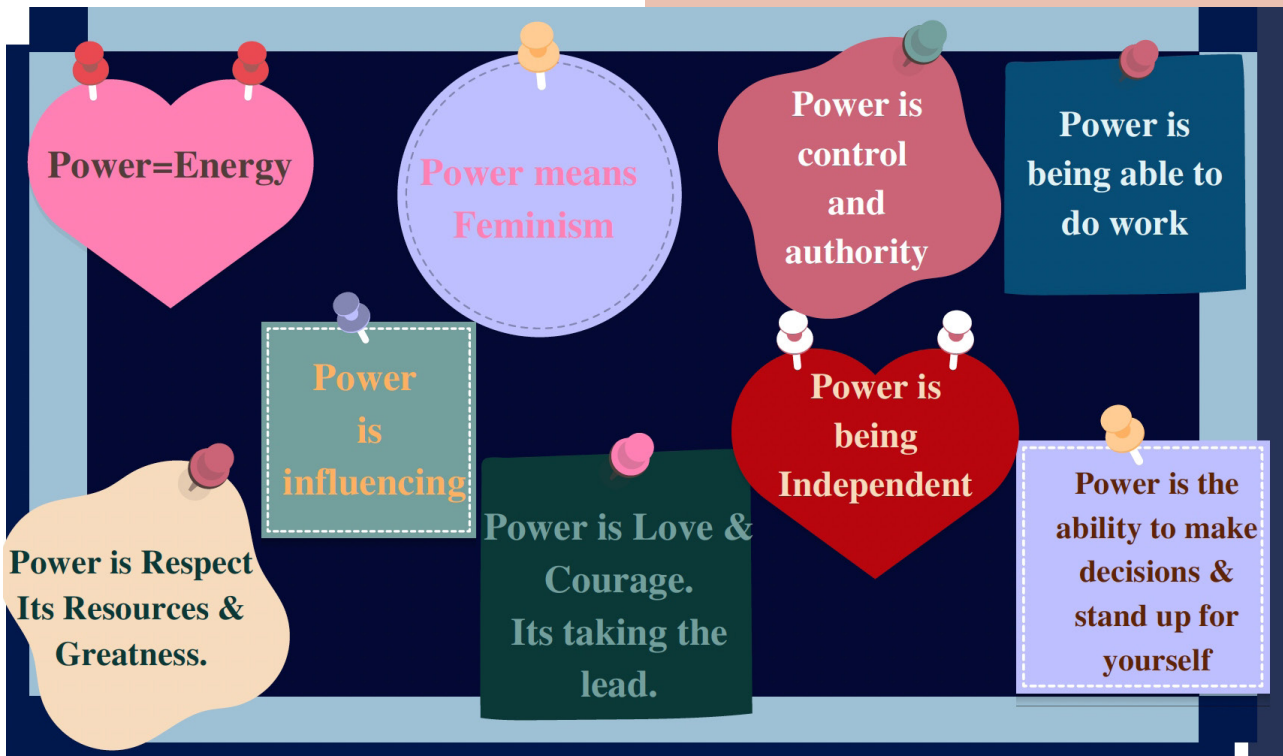 Power=Energy
Power means
Feminism
Power is
control
and
authority
Power is
being able to
do work
Power
is
influencing
Power is
being
Independent
Power is Respect
Its Resources &
Greatness.
Power is Love &
Courage.
Its taking the
lead.
Power is the
ability to make
decisions &
stand up for
yourself